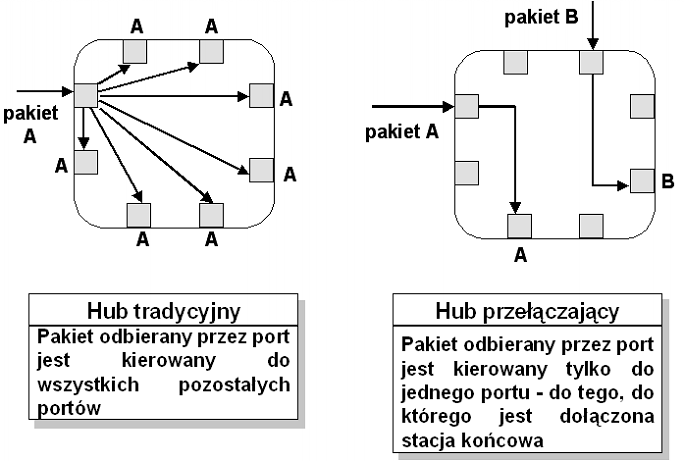 pakiet B
A
A
A
pakiet
A
pakiet A
A
A
B
A
A
A
Hub tradycyjny
Pakiet odbierany przez port
jest kierowany do
wszystkich pozostałych
portów
Hub przełączający
Pakiet odbierany przez port
jest kierowany tylko do
jednego portu - do tego, do
którego jest dołączona
stacja końcowa